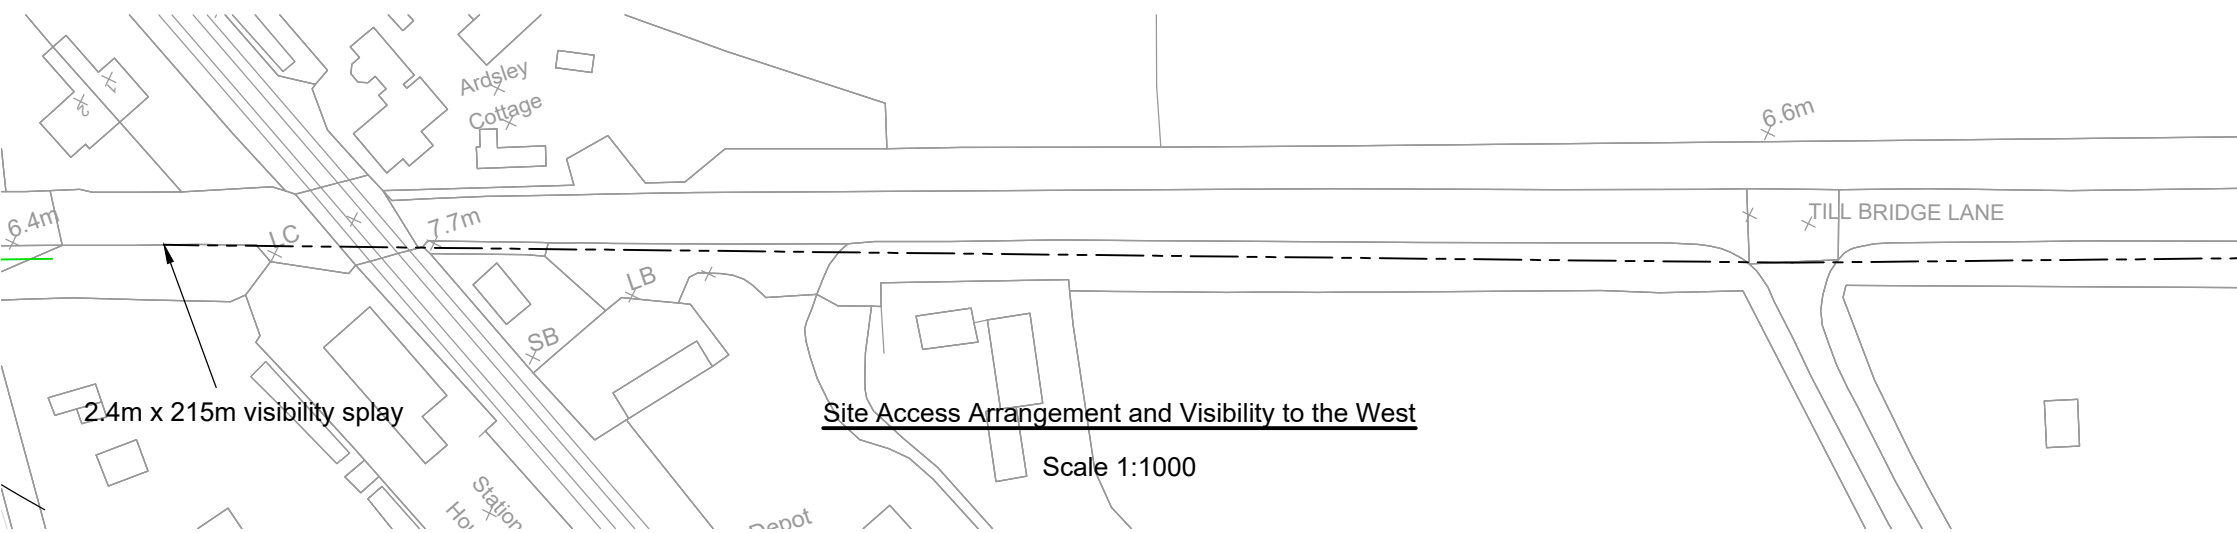 21
Ardsley
Cottage
6.6m
6.4m
7.7m
LC
TILL BRIDGE LANE
LB
SB
2.4m x 215m visibility splay
Site Access Arrangement and Visibility to the West
Scale 1:1000
Station
Depot